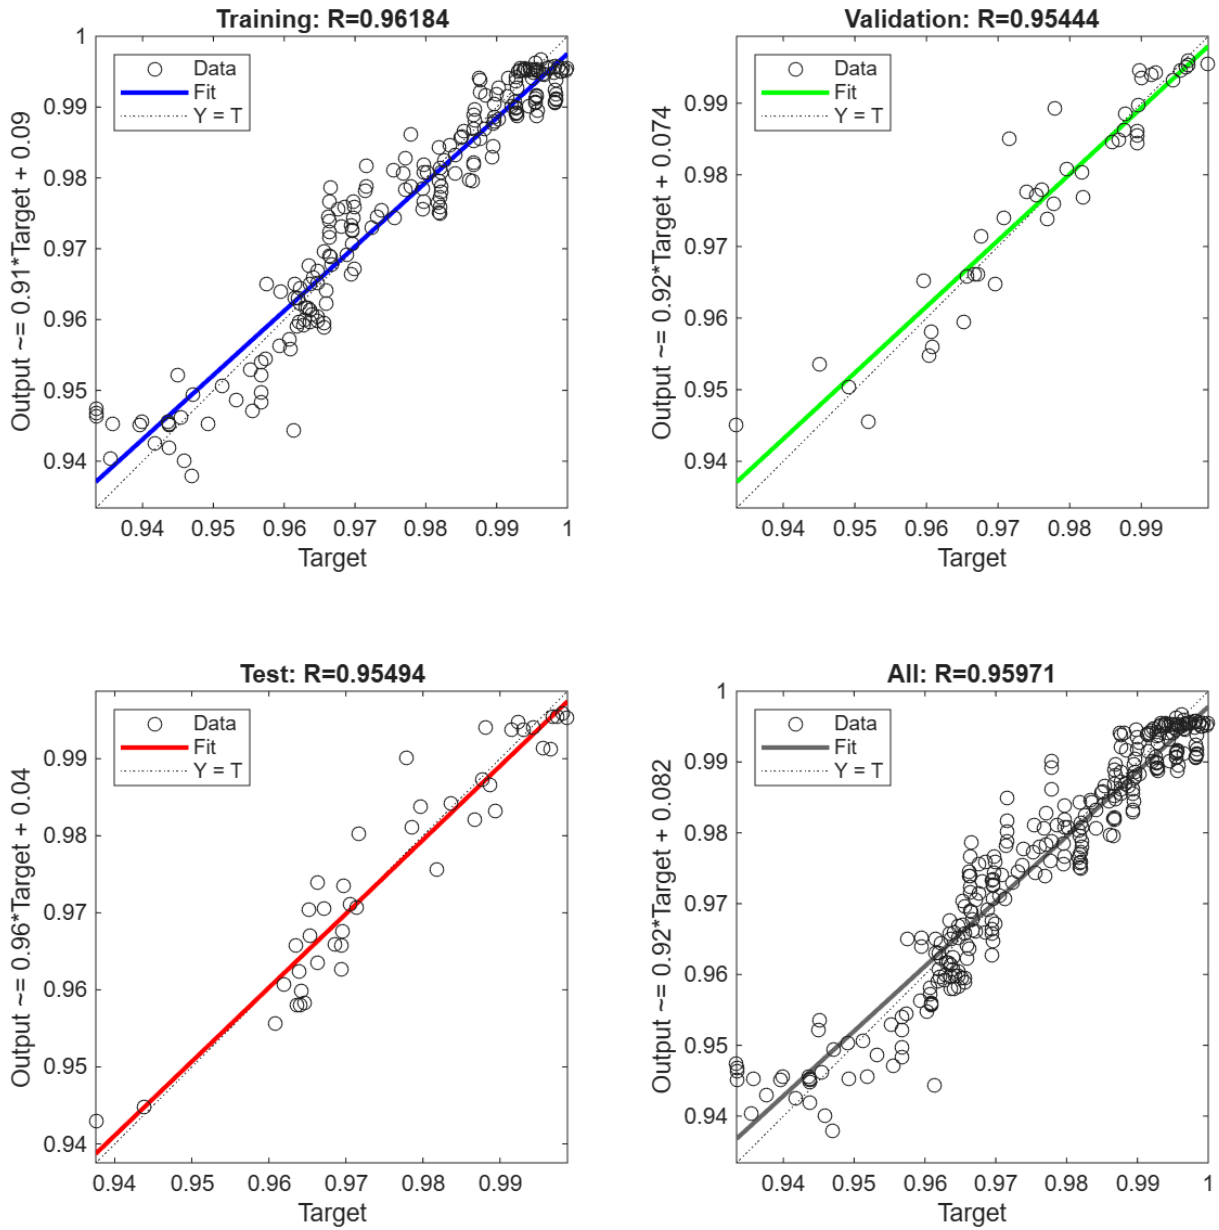 Training: R=0.96184
Output ~= 0.91*Target + 0.09
1
0.99
0.98
0.97
0.96
0.95
0.94
Data
Fit
Y = T
0.94 0.95 0.96 0.97 0.98 0.99 1
Target
Validation: R=0.95444
Output ~= 0.92*Target + 0.074
0.99
0.98
0.97
0.96
0.95
0.94
Data
Fit
Y = T
0.94 0.95 0.96 0.97 0.98 0.99
Target
Test: R=0.95494
Output ~= 0.96*Target + 0.04
0.99
0.98
0.97
0.96
0.95
0.94
Data
Fit
Y = T
0.94 0.95 0.96 0.97 0.98 0.99
Target
All: R=0.95971
Output ~= 0.92*Target + 0.082
1
0.99
0.98
0.97
0.96
0.95
0.94
Data
Fit
Y = T
0.94 0.95 0.96 0.97 0.98 0.99 1
Target